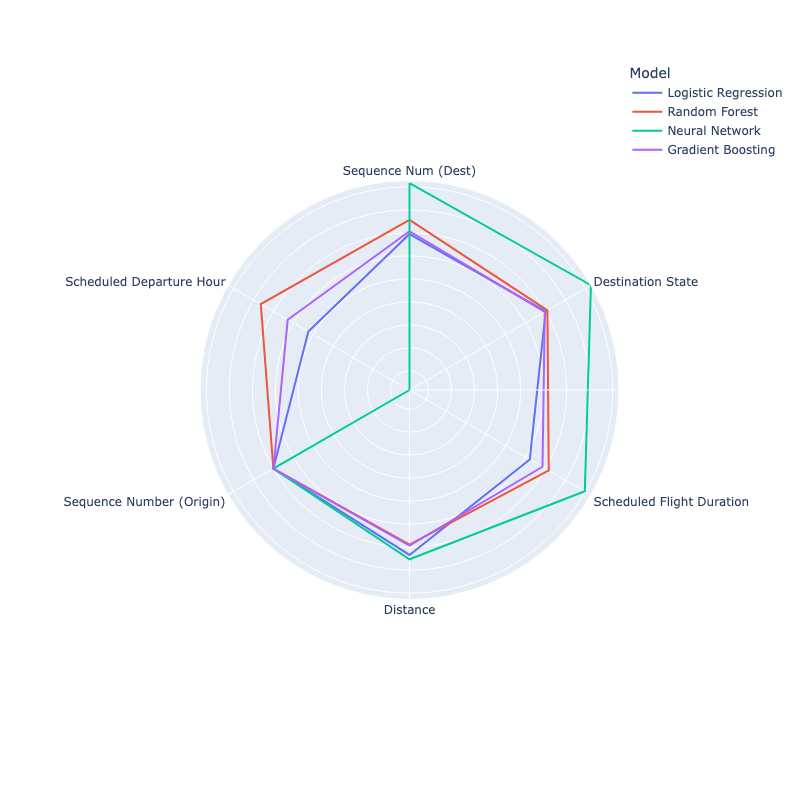 Model
Logistic Regression
Random Forest
Neural Network
Gradient Boosting
Sequence Num (Dest)
Scheduled Departure Hour
Destination State
Sequence Number (Origin)
Scheduled Flight Duration
Distance